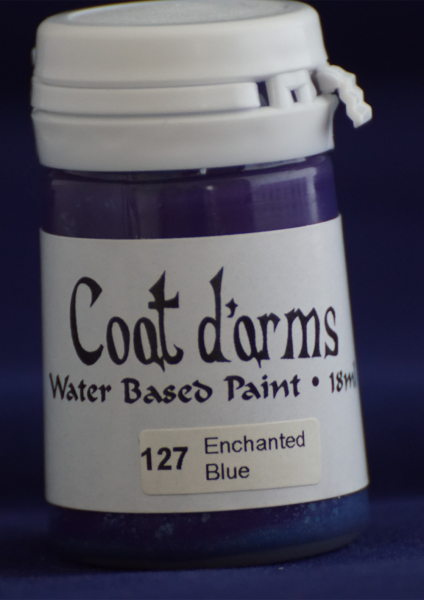 Coat d'arms
Water Based Paint • 18ml
127 Enchanted
Blue